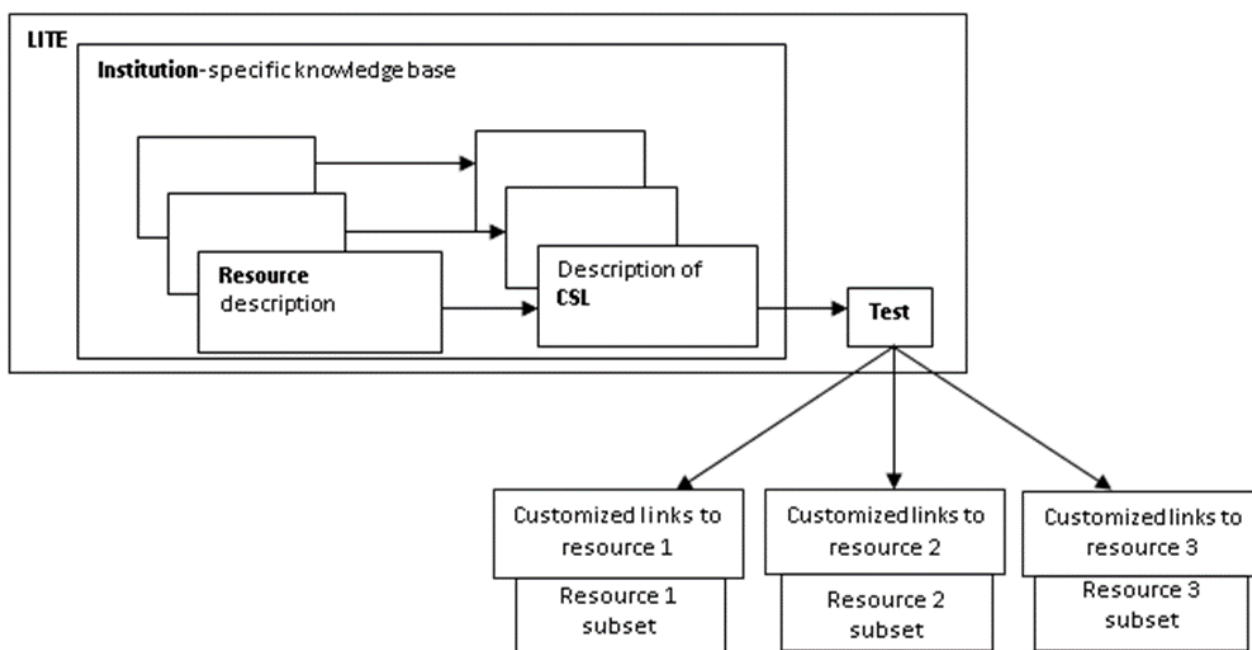 LITE
Institution-specific knowledge base
Resource
description
Description of
CSL
Test
Customized links to
resource 1
Resource 1
subset
Customized links to
resource 2
Resource 2
subset
Customized links to
resource 3
Resource 3
subset